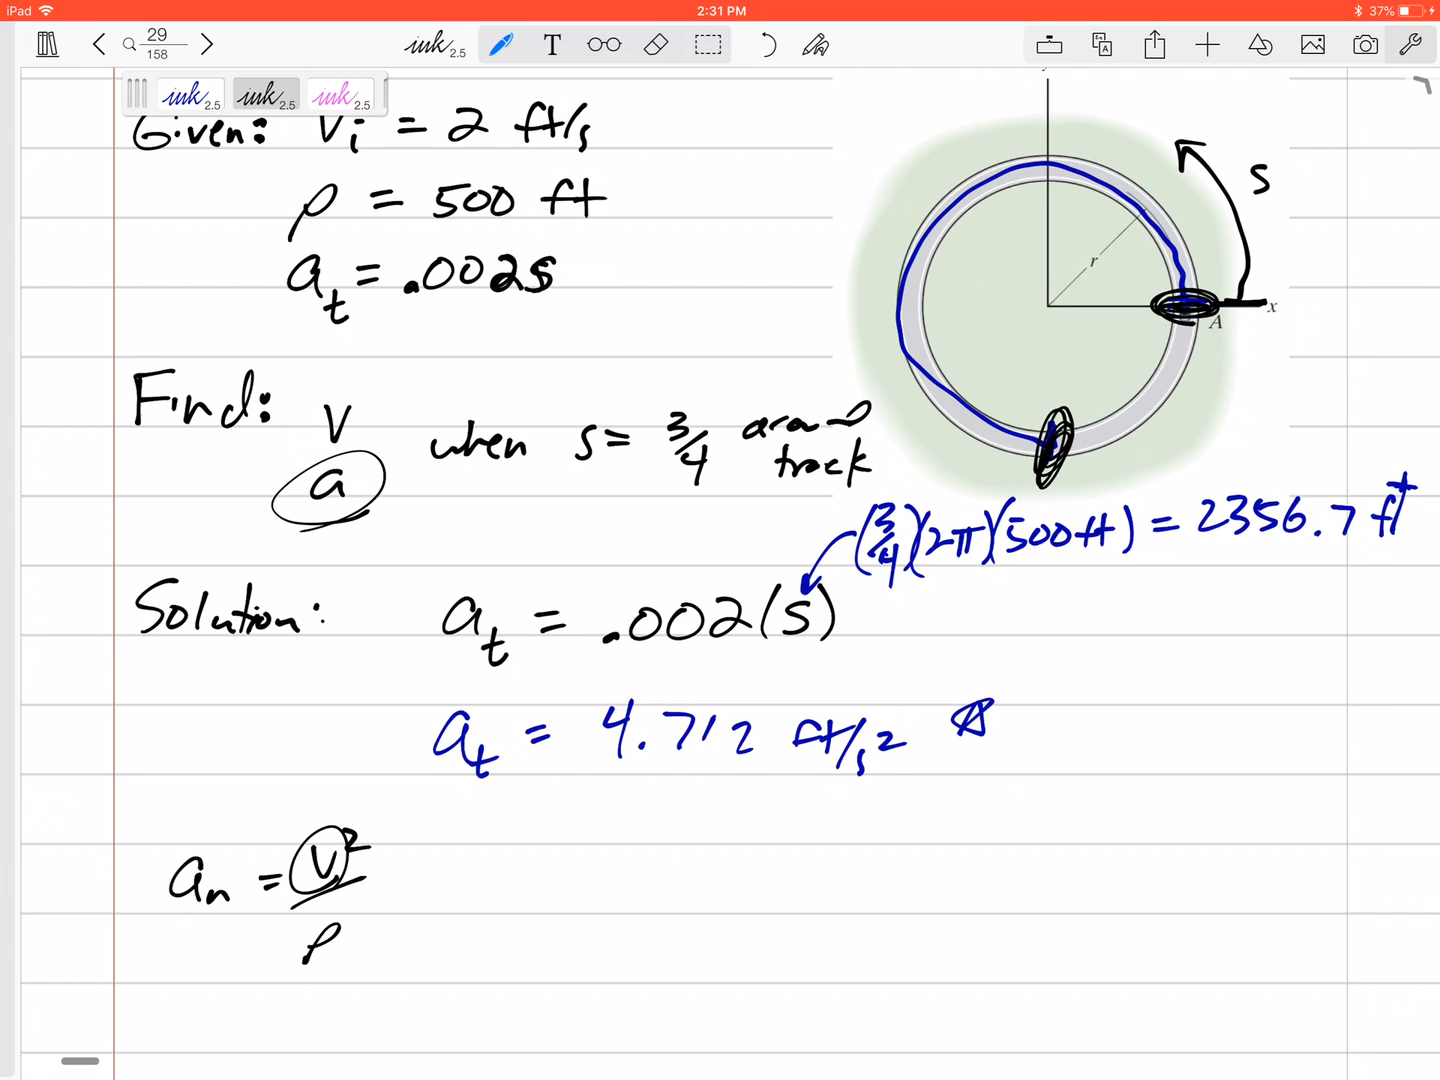 iPad
2:31 PM
37%
29
158
ink 2.5
T
A
ink 2.5 ink 2.5 ink 2.5
Given: Vi = 2 ft/s
ρ = 500 ft
at = .002s
S
r
A
x
Find: V
a
when s = 3/4 around track
(3/4)(2π)(500ft) = 2356.7 ft
Solution: at = .002(s)
at = 4.712 ft/s2
an = V2/ρ